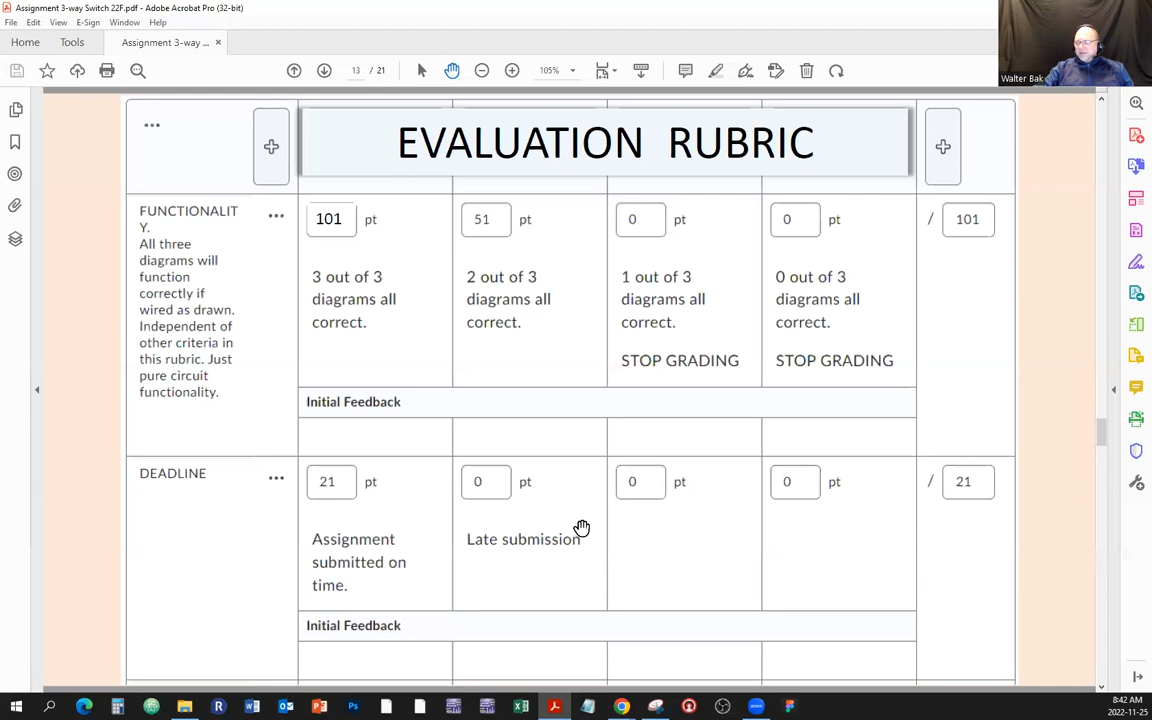 Assignment 3-way Switch 22F.pdf - Adobe Acrobat Pro (32-bit)
File Edit View E-Sign Window Help
Home Tools Assignment 3-way ... ×
13 / 21 105%
Walter Bak
EVALUATION RUBRIC
FUNCTIONALIT
Y.
All three
diagrams will
function
correctly if
wired as drawn.
Independent of
other criteria in
this rubric. Just
pure circuit
functionality.
101 pt 51 pt 0 pt 0 pt / 101
3 out of 3
diagrams all
correct.
2 out of 3
diagrams all
correct.
1 out of 3
diagrams all
correct.
STOP GRADING
0 out of 3
diagrams all
correct.
STOP GRADING
Initial Feedback
DEADLINE
21 pt 0 pt 0 pt 0 pt / 21
Assignment
submitted on
time.
Late submission
Initial Feedback
8:42 AM
2022-11-25